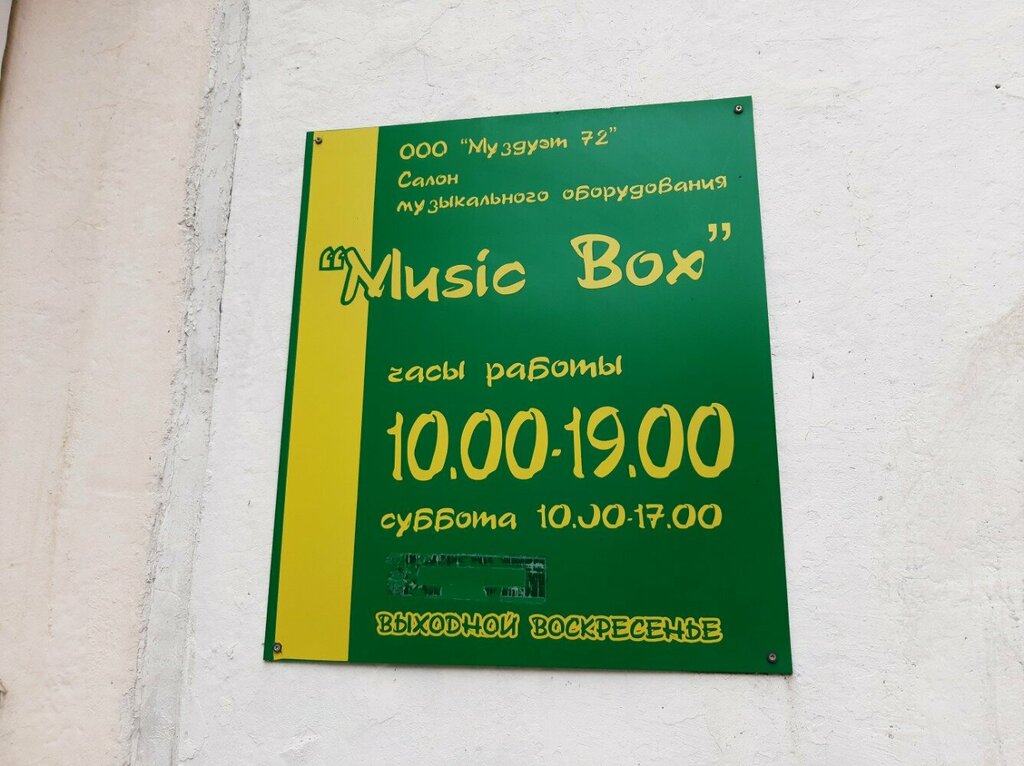 ООО "Муздуэт 72"
Салон
музыкального оборудования
"Music Box"
часы работы
10.00-19.00
суббота 10.00-17.00
ВЫХОДНОЙ ВОСКРЕСЕНЬЕ